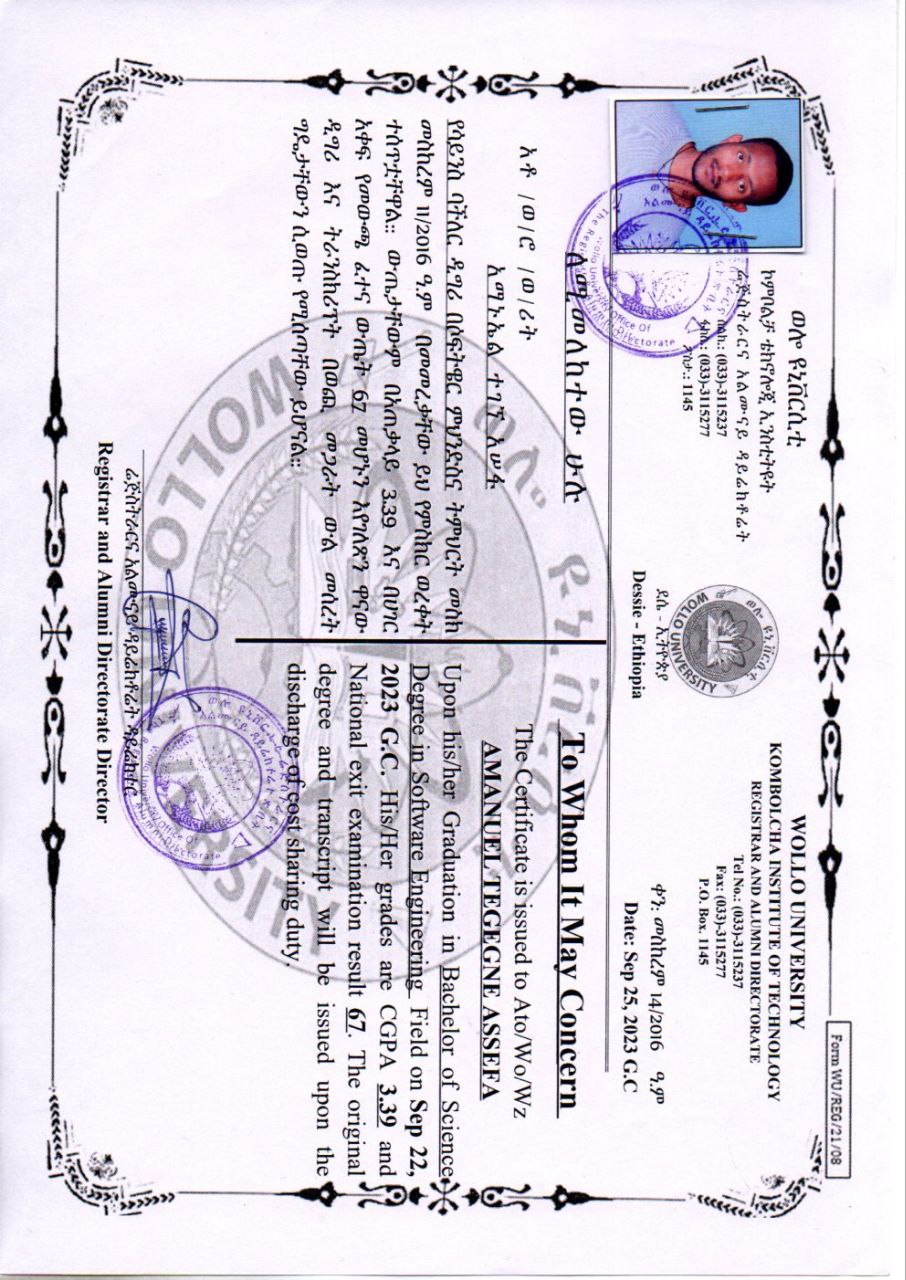 Form WU/REG/21/08
ወሎ ዩኒቨርሲቲ
ኮምቦልቻ ቴክኖሎጂ ኢንስቲትዩት
ሬጅስትራርና አልሙናይ ዳይሬክቶሬት
ስልክ.: (033)-3115237
ፋክስ.: (033)-3115277
ፖስታ.: 1145
ወሎ ዩኒቨርሲቲ
WOLLO UNIVERSITY
ደሴ - ኢትዮጵያ
Dessie - Ethiopia
WOLLO UNIVERSITY
KOMBOLCHA INSTITUTE OF TECHNOLOGY
REGISTRAR AND ALUMNI DIRECTORATE
Tel No.: (033)-3115237
Fax: (033)-3115277
P.O. Box. 1145
ቀን: መስከረም 14/2016 ዓ.ም
Date: Sep 25, 2023 G.C
ለሚመለከተው ሁሉ
አቶ /ወ/ሮ /ወ/ሪት
አማኑኤል ተገኘ አሠፋ
የሳይንስ ባችለር ዲግሪ በሶፍትዌር ምህንድስና ትምህርት መስክ
መስከረም 11/2016 ዓ.ም በመመረቃቸው ይህ የምስክር ወረቀት
ተሰጥቷቸዋል፡፡ ውጤታቸውም በአጠቃላይ 3.39 እና በሀገር
አቀፍ የመውጫ ፈተና ውጤት 67 መሆኑን እየገለጽን ዋናው
ዲግሪ እና ትራንስክሪፕት በወጪ መጋራት ውል መሰረት
ግዴታቸውን ሲወጡ የሚሰጣቸው ይሆናል፡፡
To Whom It May Concern
The Certificate is issued to Ato/Wo/Wz
AMANUEL TEGEGNE ASSEFA
Upon his/her Graduation in Bachelor of Science
Degree in Software Engineering Field on Sep 22,
2023 G.C. His/Her grades are CGPA 3.39 and
National exit examination result 67. The original
degree and transcript will be issued upon the
discharge of cost sharing duty.
ሬጅስትራርና አልሙናይ ዳይሬክቶሬት ዳይሬክተር
Registrar and Alumni Directorate Director
ወሎ ዩኒቨርሲቲ
WOLLO UNIVERSITY